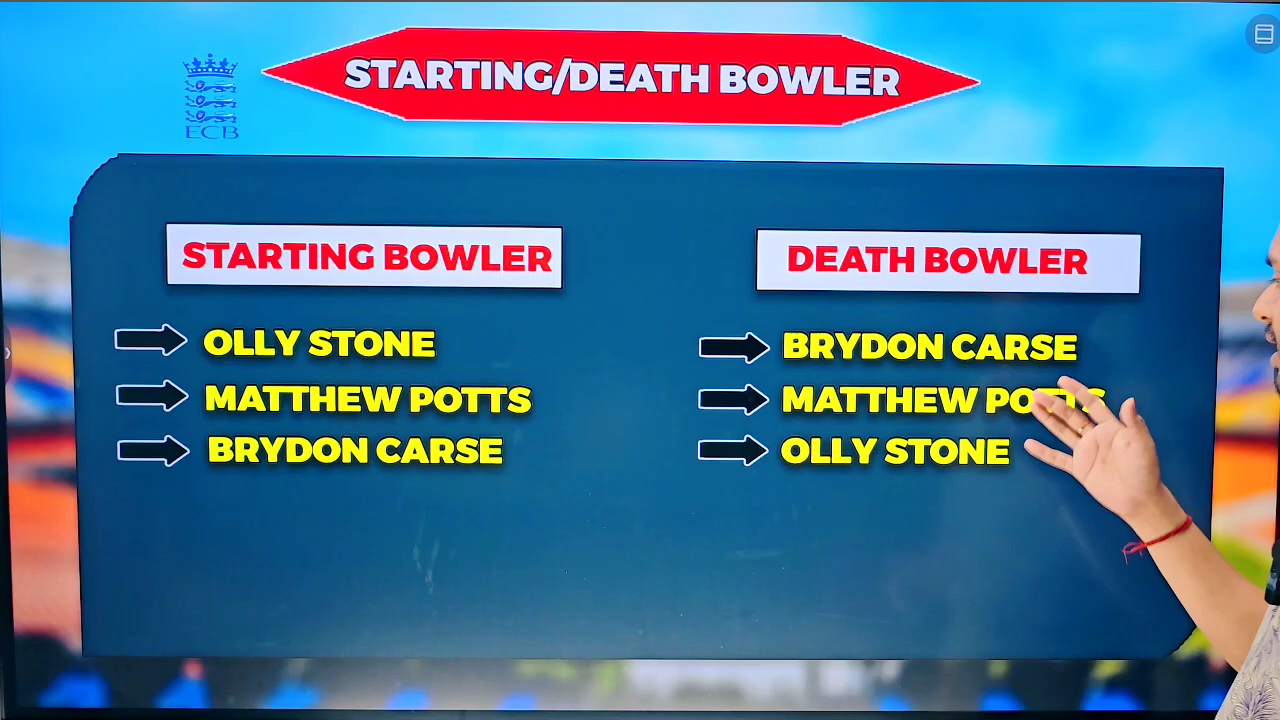 STARTING/DEATH BOWLER
ECB
STARTING BOWLER
OLLY STONE
MATTHEW POTTS
BRYDON CARSE
DEATH BOWLER
BRYDON CARSE
MATTHEW POTTS
OLLY STONE